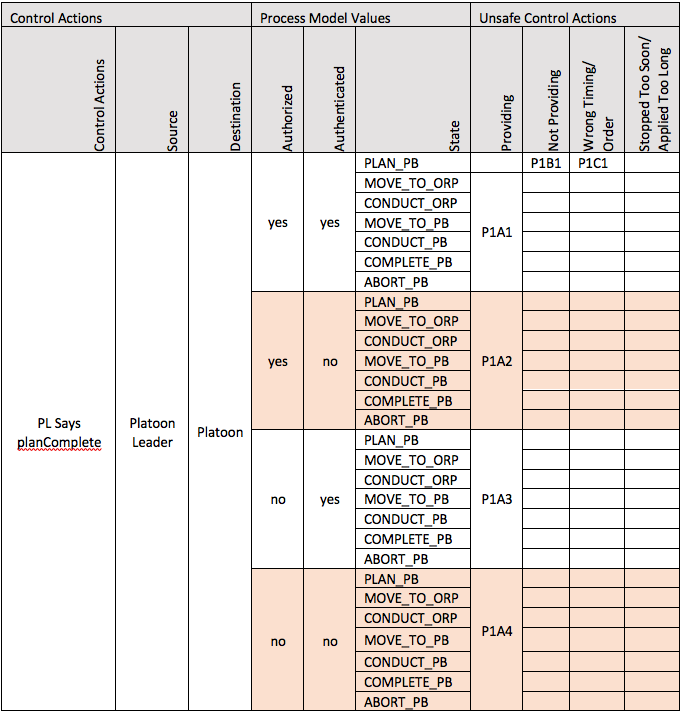 Control Actions Process Model Values Unsafe Control Actions
Control Actions
Source
Destination
Authorized
Authenticated
State
Providing
Not Providing
Wrong Timing/
Order
Stopped Too Soon/
Applied Too Long
PL Says
planComplete
Platoon
Leader
Platoon
yes yes
PLAN_PB P1B1 P1C1
MOVE_TO_ORP
CONDUCT_ORP
MOVE_TO_PB
CONDUCT_PB
COMPLETE_PB
ABORT_PB
P1A1
yes no
PLAN_PB
MOVE_TO_ORP
CONDUCT_ORP
MOVE_TO_PB
CONDUCT_PB
COMPLETE_PB
ABORT_PB
P1A2
no yes
PLAN_PB
MOVE_TO_ORP
CONDUCT_ORP
MOVE_TO_PB
CONDUCT_PB
COMPLETE_PB
ABORT_PB
P1A3
no no
PLAN_PB
MOVE_TO_ORP
CONDUCT_ORP
MOVE_TO_PB
CONDUCT_PB
COMPLETE_PB
ABORT_PB
P1A4